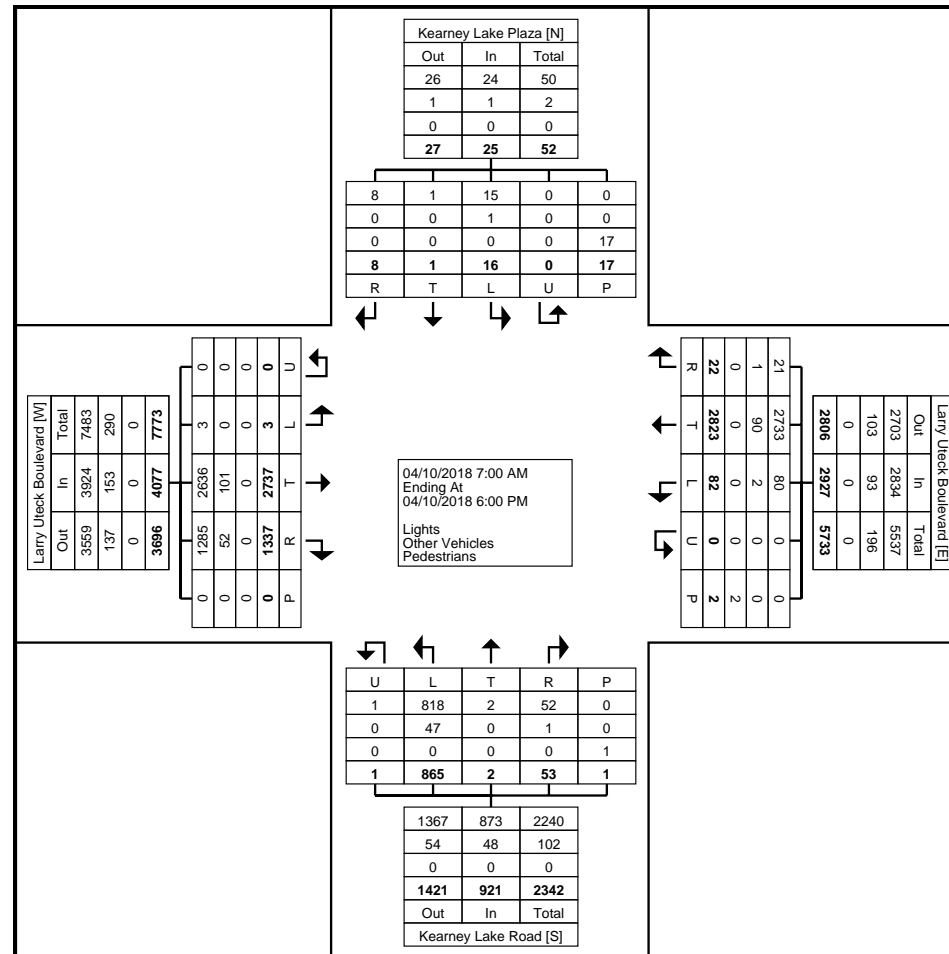 Kearney Lake Plaza [N]
Out In Total
26 24 50
1 1 2
0 0 0
27 25 52
8 1 15 0 0
0 0 1 0 0
0 0 0 0 17
8 1 16 0 17
R T L U P
Larry Uteck Boulevard [W]
Total In Out
7483 3924 3559
290 153 137
0 0 0
7773 4077 3696
0 3 2636 1285 0
0 0 101 52 0
0 0 0 0 0
0 3 2737 1337 0
U L T R P
04/10/2018 7:00 AM
Ending At
04/10/2018 6:00 PM
Lights
Other Vehicles
Pedestrians
Larry Uteck Boulevard [E]
Out In Total
2703 2834 5537
103 93 196
0 0 0
2806 2927 5733
21 2733 80 0 0
1 90 2 0 0
0 0 0 0 2
22 2823 82 0 2
R T L U P
U L T R P
1 818 2 52 0
0 47 0 1 0
0 0 0 0 1
1 865 2 53 1
1367 873 2240
54 48 102
0 0 0
1421 921 2342
Out In Total
Kearney Lake Road [S]